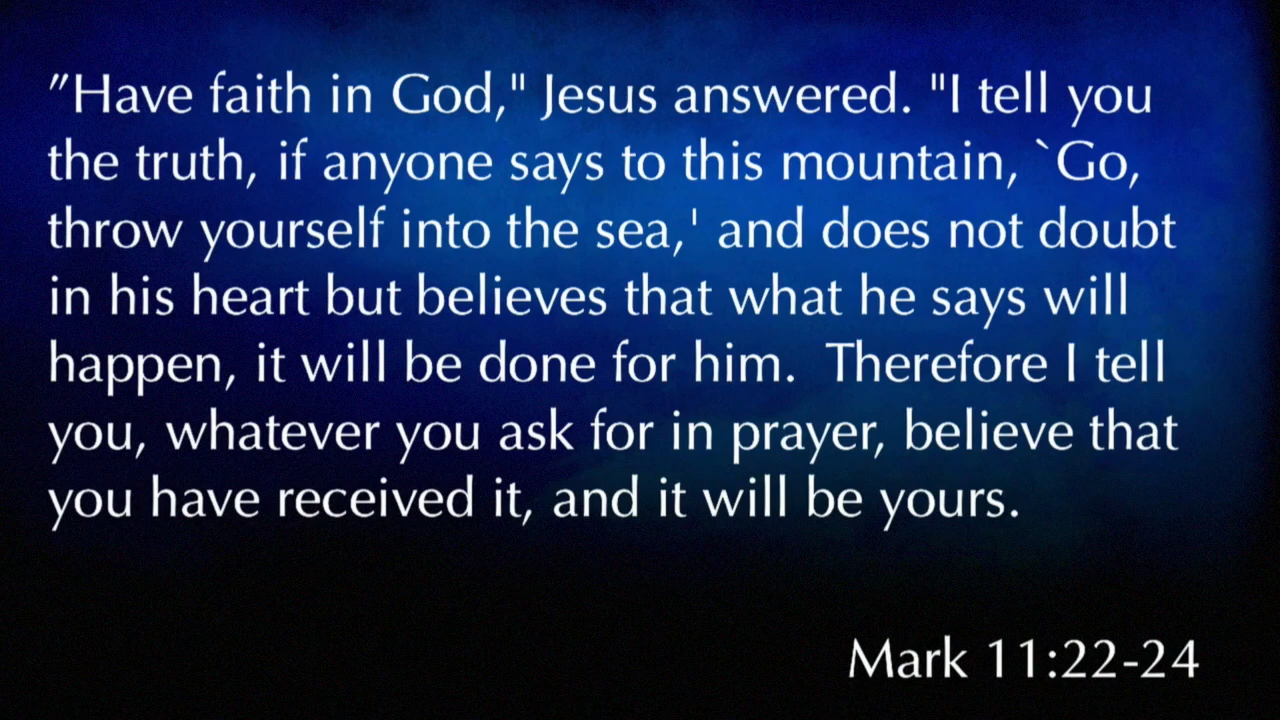 "Have faith in God," Jesus answered. "I tell you
the truth, if anyone says to this mountain, `Go,
throw yourself into the sea,' and does not doubt
in his heart but believes that what he says will
happen, it will be done for him.  Therefore I tell
you, whatever you ask for in prayer, believe that
you have received it, and it will be yours.
Mark 11:22-24